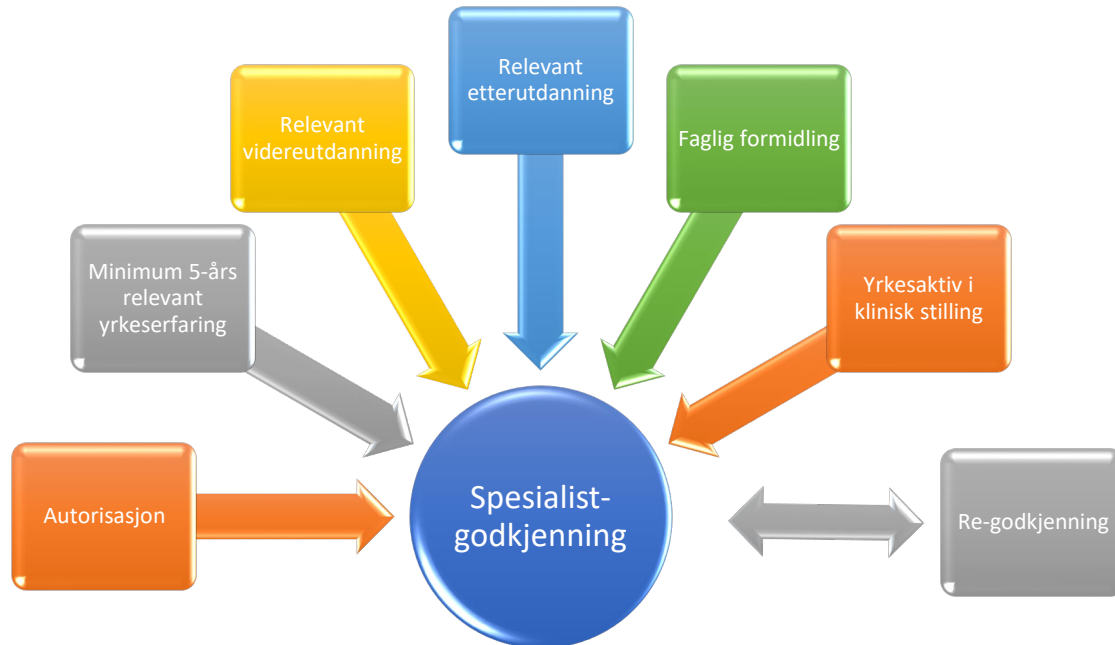 Relevant
etterutdanning
Relevant
videreutdanning
Faglig formidling
Minimum 5-års
relevant
yrkeserfaring
Yrkesaktiv i
klinisk stilling
Autorisasjon
Spesialist-
godkjenning
Re-godkjenning